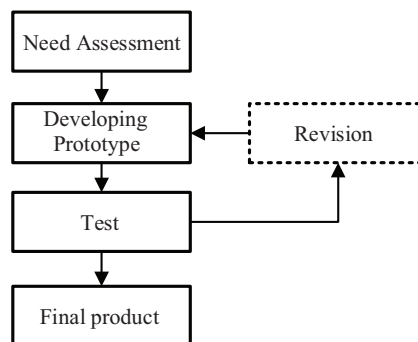 Need Assessment
Developing
Prototype
Revision
Test
Final product